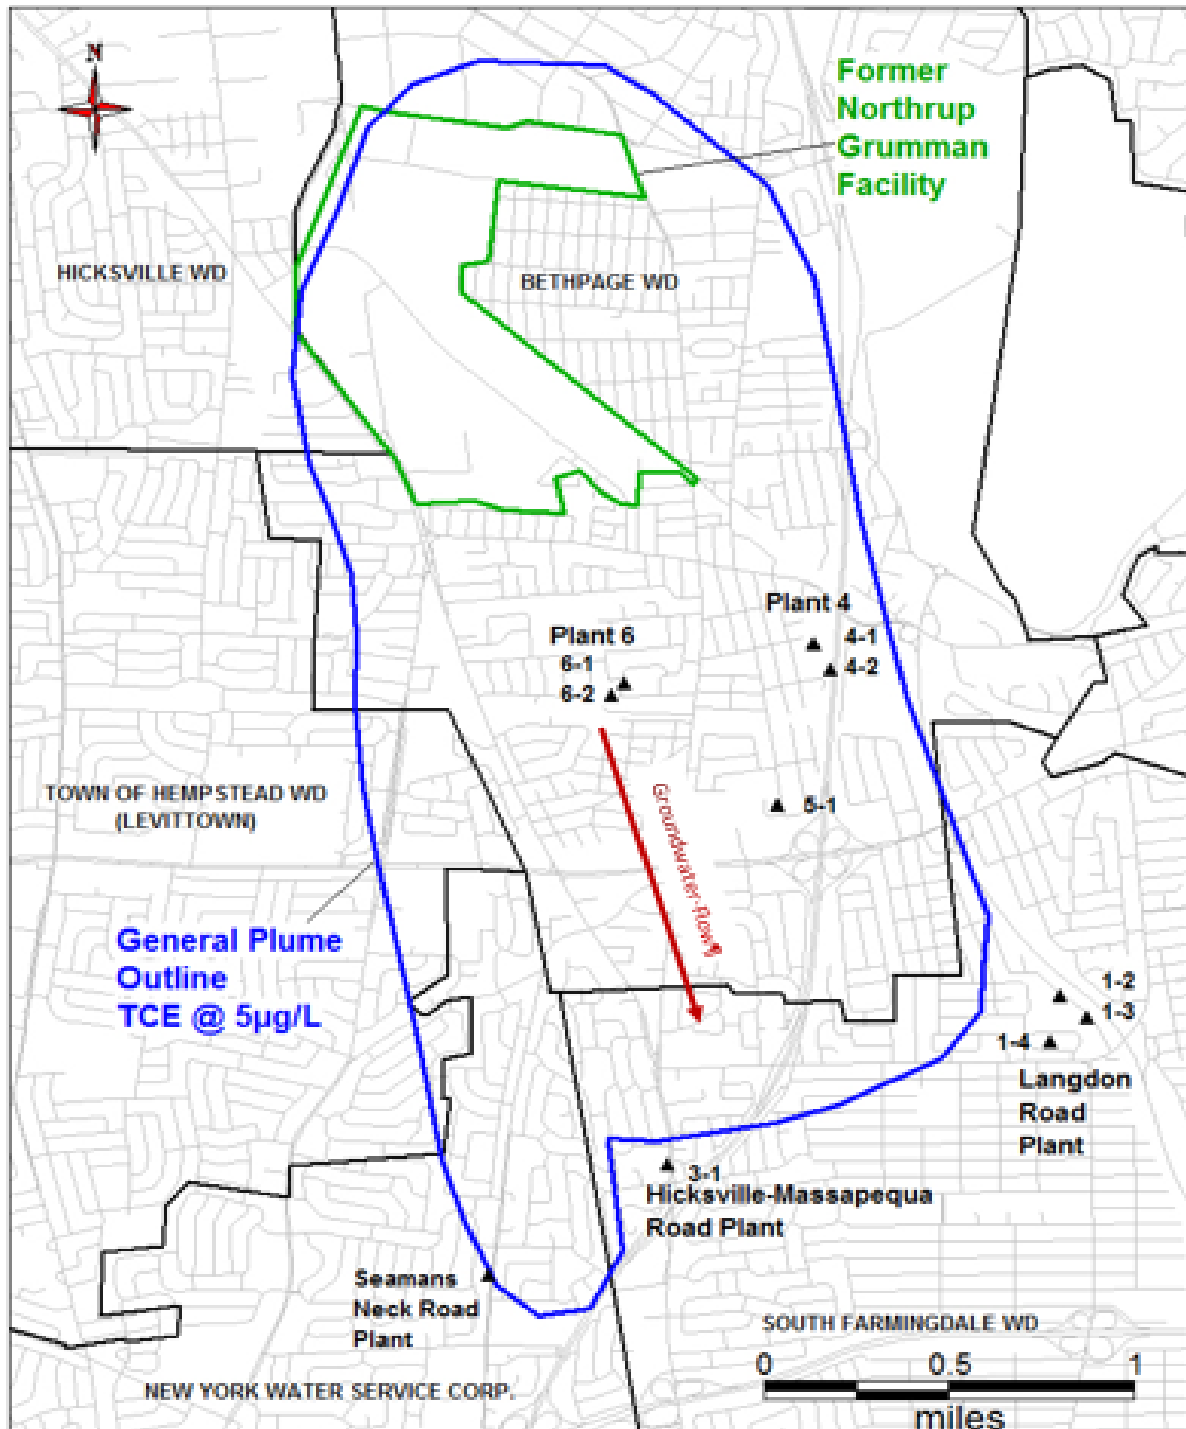 N
Former
Northrup
Grumman
Facility
HICKSVILLE WD
BETHPAGE WD
Plant 4
4-1
4-2
Plant 6
6-1
6-2
TOWN OF HEMPSTEAD WD
(LEVITTOWN)
5-1
Groundwater-Flow¶
General Plume
Outline
TCE @ 5µg/L
1-2
1-3
1-4
Langdon
Road
Plant
3-1
Hicksville-Massapequa
Road Plant
Seamans
Neck Road
Plant
SOUTH FARMINGDALE WD
NEW YORK WATER SERVICE CORP.
0 0.5 1
miles